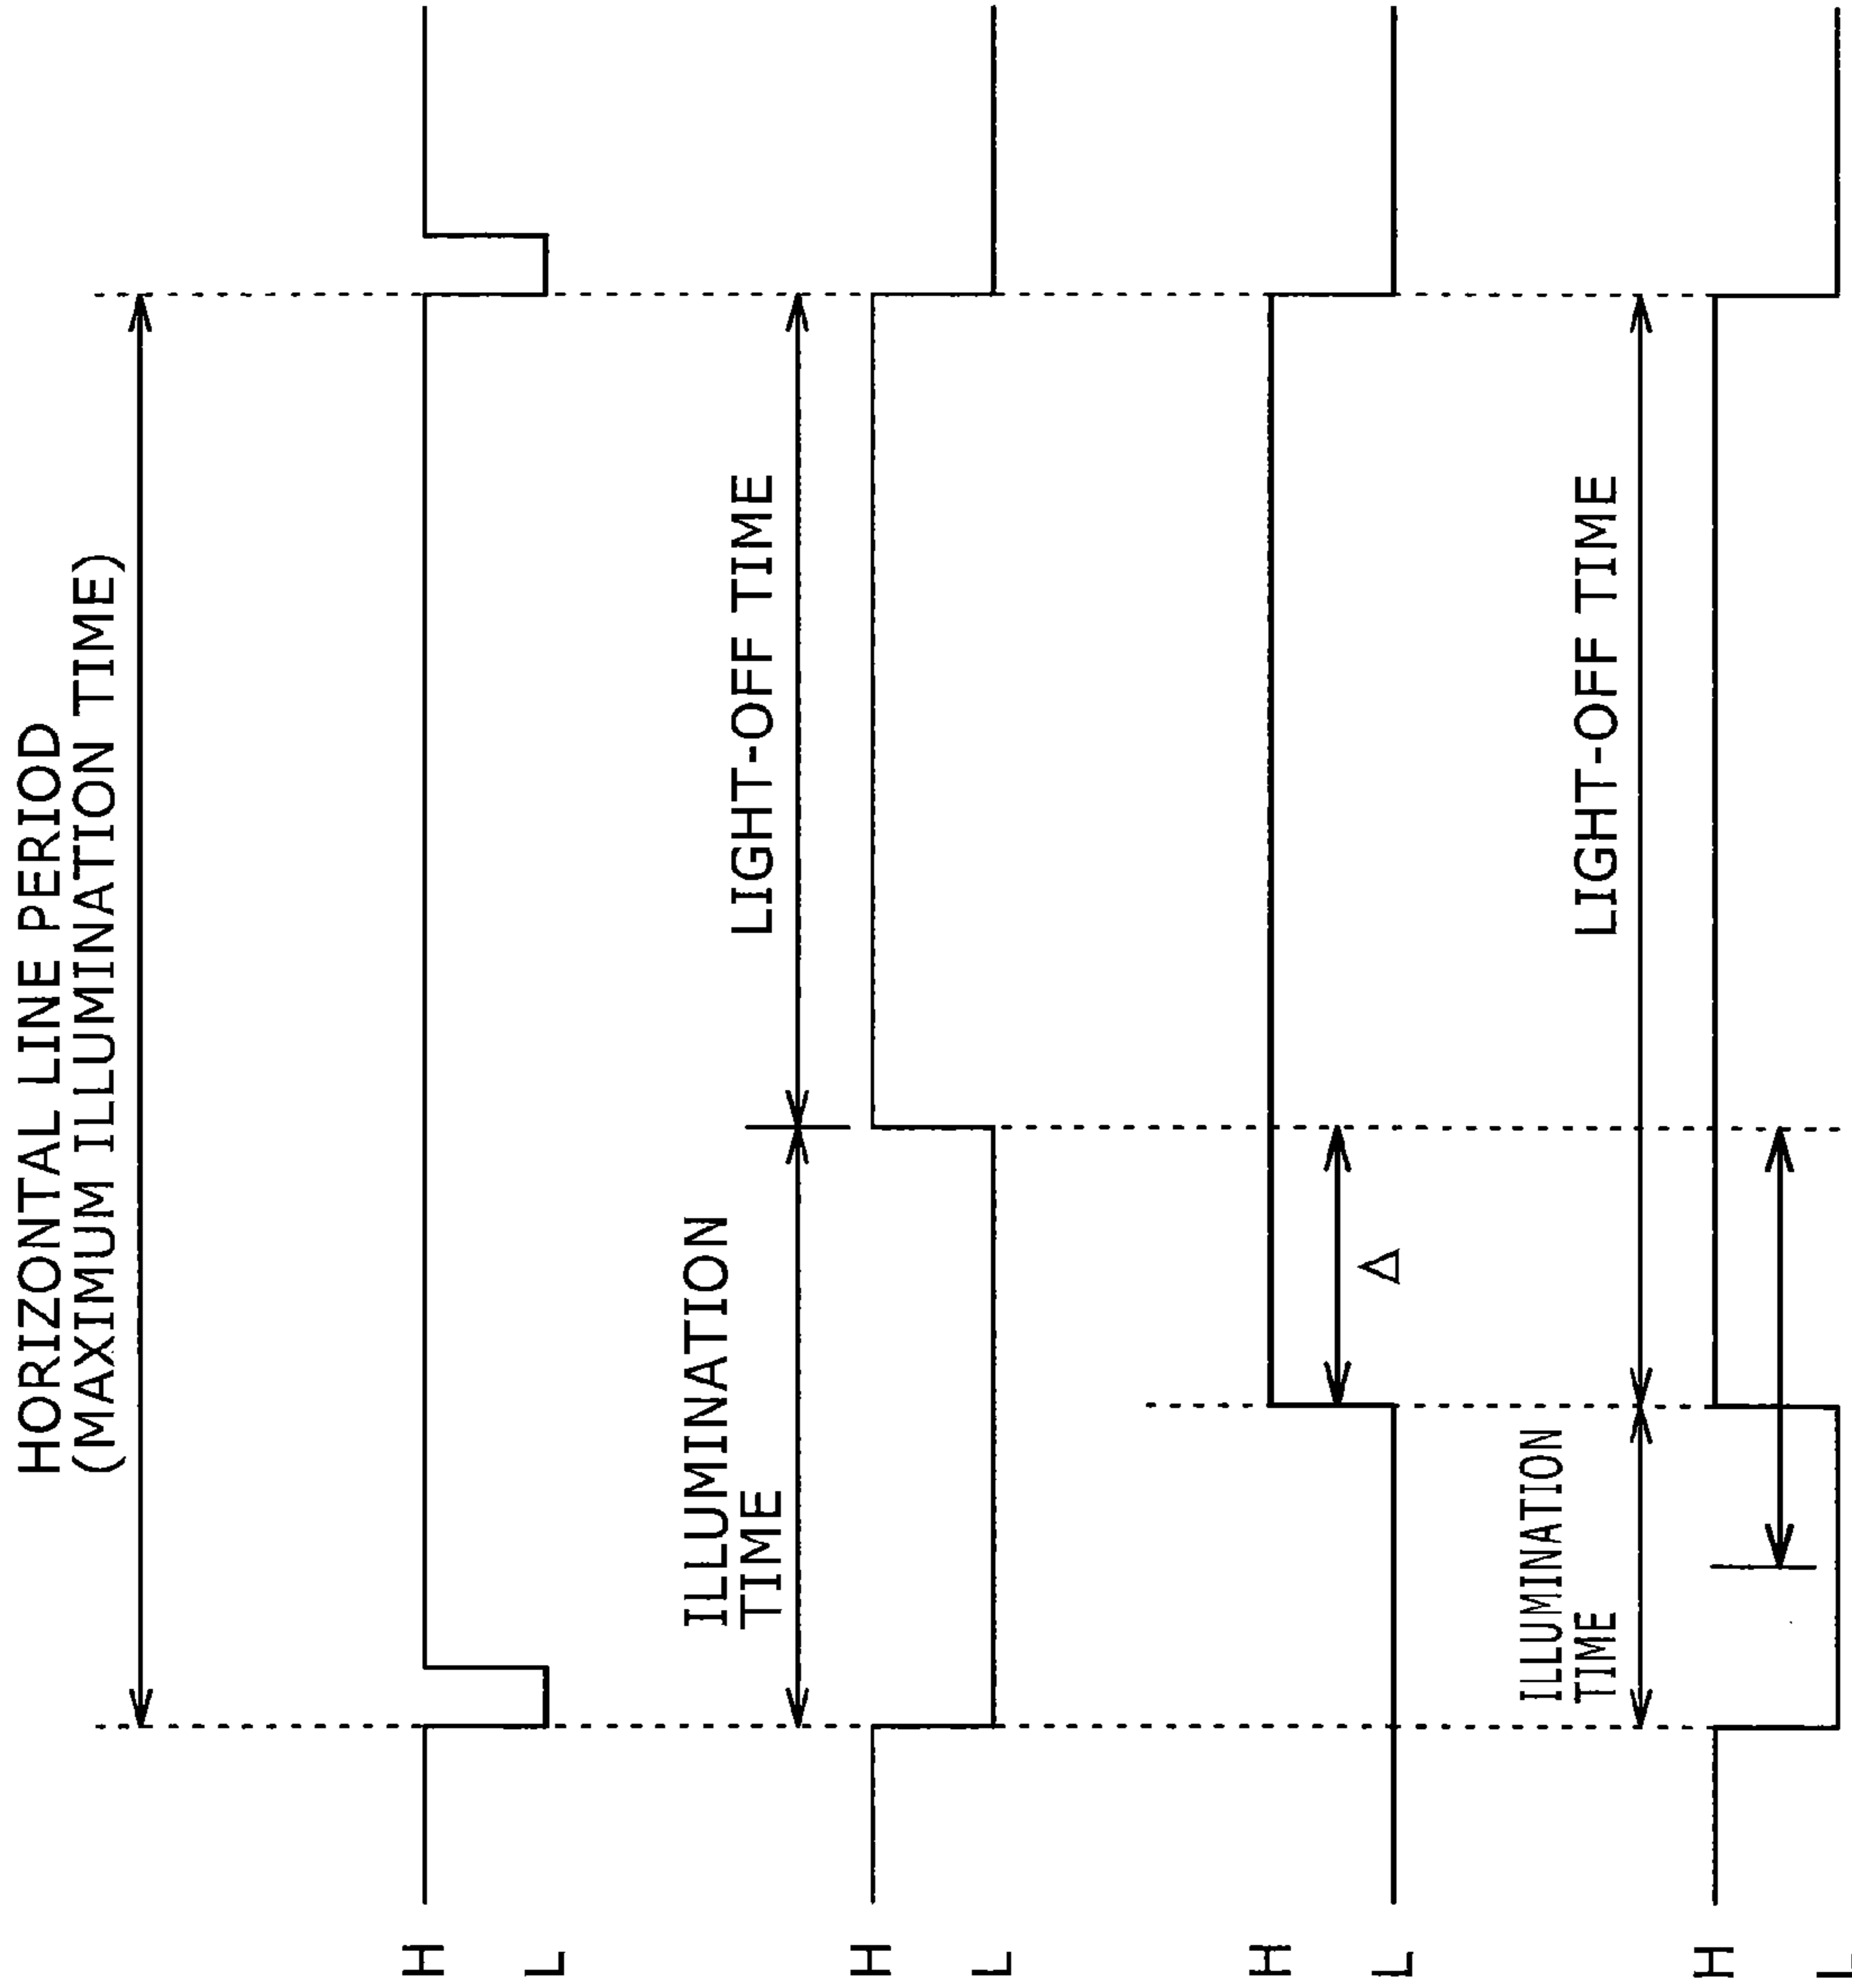 HORIZONTAL LINE PERIOD
(MAXIMUM ILLUMINATION TIME)
H
L
ILLUMINATION
TIME
LIGHT-OFF TIME
H
L
Δ
H
L
ILLUMINATION
TIME
LIGHT-OFF TIME
H
L